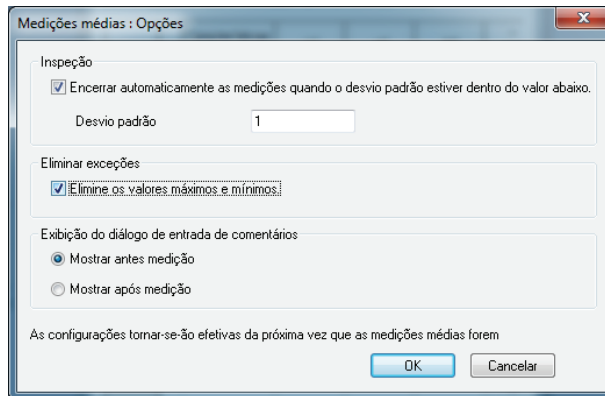 Medições médias : Opções
Inspeção
Encerrar automaticamente as medições quando o desvio padrão estiver dentro do valor abaixo.
Desvio padrão
1
Eliminar exceções
Elimine os valores máximos e mínimos.
Exibição do diálogo de entrada de comentários
Mostrar antes medição
Mostrar após medição
As configurações tornar-se-ão efetivas da próxima vez que as medições médias forem
OK Cancelar